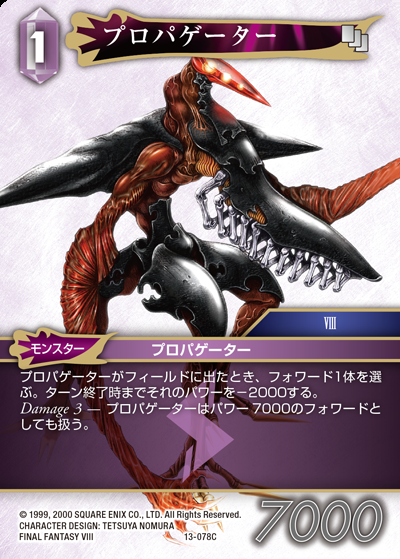 1
プロパゲーター
VIII
モンスター
プロパゲーター
プロパゲーターがフィールドに出たとき、フォワード1体を選
ぶ。ターン終了時までそれのパワーを－2000する。
Damage 3 — プロパゲーターはパワー 7000のフォワードと
しても扱う。
© 1999, 2000 SQUARE ENIX CO., LTD. All Rights Reserved.
CHARACTER DESIGN: TETSUYA NOMURA
FINAL FANTASY VIII
13-078C
7000